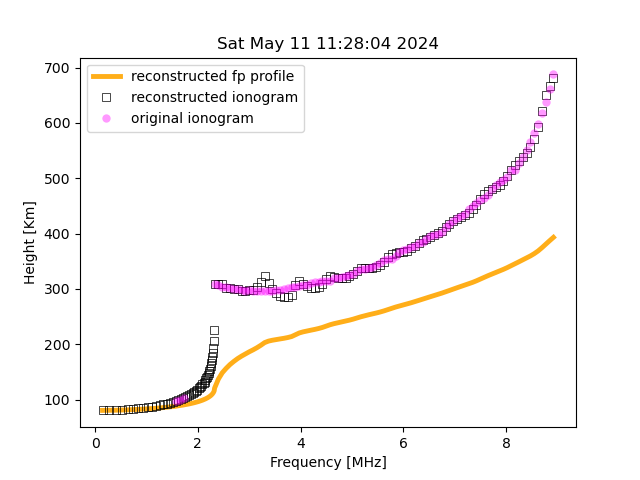 Sat May 11 11:28:04 2024
reconstructed fp profile
reconstructed ionogram
original ionogram
Height [Km]
700
600
500
400
300
200
100
0 2 4 6 8
Frequency [MHz]